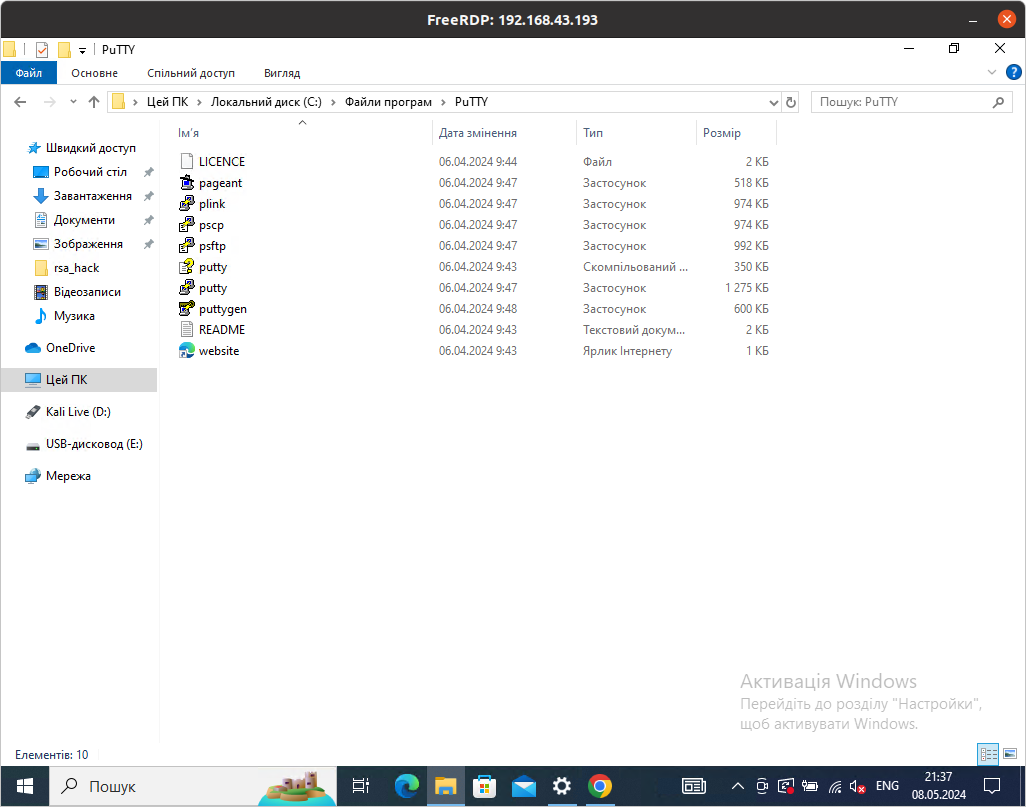 FreeRDP: 192.168.43.193
PuTTY
Файл Основне Спільний доступ Вигляд
Цей ПК Локальний диск (C:) Файли програм PuTTY Пошук: PuTTY
Ім'я Дата змінення Тип Розмір
Швидкий доступ
Робочий стіл
Завантаження
Документи
Зображення
rsa_hack
Відеозаписи
Музика
OneDrive
Цей ПК
Kali Live (D:)
USB-дисковод (E:)
Мережа
LICENCE 06.04.2024 9:44 Файл 2 КБ
pageant 06.04.2024 9:47 Застосунок 518 КБ
plink 06.04.2024 9:47 Застосунок 974 КБ
pscp 06.04.2024 9:47 Застосунок 974 КБ
psftp 06.04.2024 9:47 Застосунок 992 КБ
putty 06.04.2024 9:43 Скомпільований ... 350 КБ
putty 06.04.2024 9:47 Застосунок 1 275 КБ
puttygen 06.04.2024 9:48 Застосунок 600 КБ
README 06.04.2024 9:43 Текстовий докум... 2 КБ
website 06.04.2024 9:43 Ярлик Інтернету 1 КБ
Активація Windows
Перейдіть до розділу "Настройки",
щоб активувати Windows.
Елементів: 10
Пошук ENG 21:37
08.05.2024